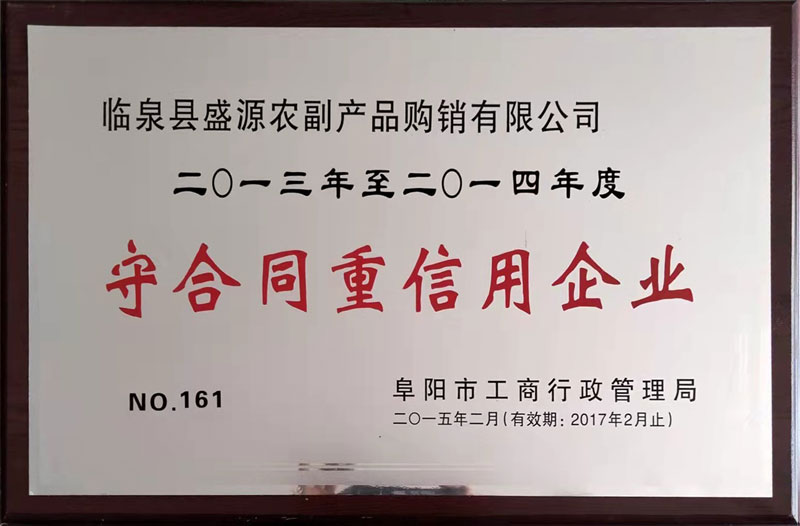 临泉县盛源农副产品购销有限公司
二〇一三年至二〇一四年度
守合同重信用企业
NO.161
阜阳市工商行政管理局
二〇一五年二月(有效期：2017年2月止)